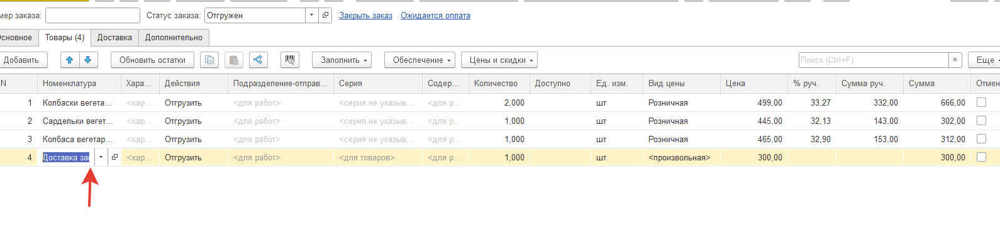 мер заказа: Статус заказа: Отгружен Закрыть заказ Ожидается оплата
Основное Товары (4) Доставка Дополнительно
Добавить Обновить остатки Заполнить Обеспечение Цены и скидки Поиск (Ctrl+F) × Еще
N Номенклатура Хара... Действия Подразделение-отправ... Серия Содер... Количество Доступно Ед. изм. Вид цены Цена % руч. Сумма руч. Сумма Отмен
1 Колбаски вегета... <хар... Отгрузить <для работ> <серия не указыв... <для р... 2,000 шт Розничная 499,00 33,27 332,00 666,00
2 Сардельки вегет... <хар... Отгрузить <для работ> <серия не указыв... <для р... 1,000 шт Розничная 445,00 32,13 143,00 302,00
3 Колбаса вегетар... <хар... Отгрузить <для работ> <серия не указыв... <для р... 1,000 шт Розничная 465,00 32,90 153,00 312,00
4 Доставка за <хар... Отгрузить <для работ> <для товаров> <для р... 1,000 шт <произвольная> 300,00 300,00